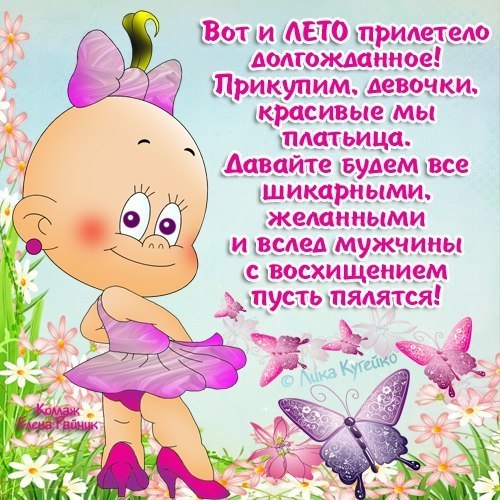 Вот и ЛЕТО прилетело
долгожданное!
Прикупим, девочки,
красивые мы
платьица.
Давайте будем все
шикарными,
желанными
и вслед мужчины
с восхищением
пусть пялятся!
© Лика Кугейко
Коллаж
Елена Гайчик